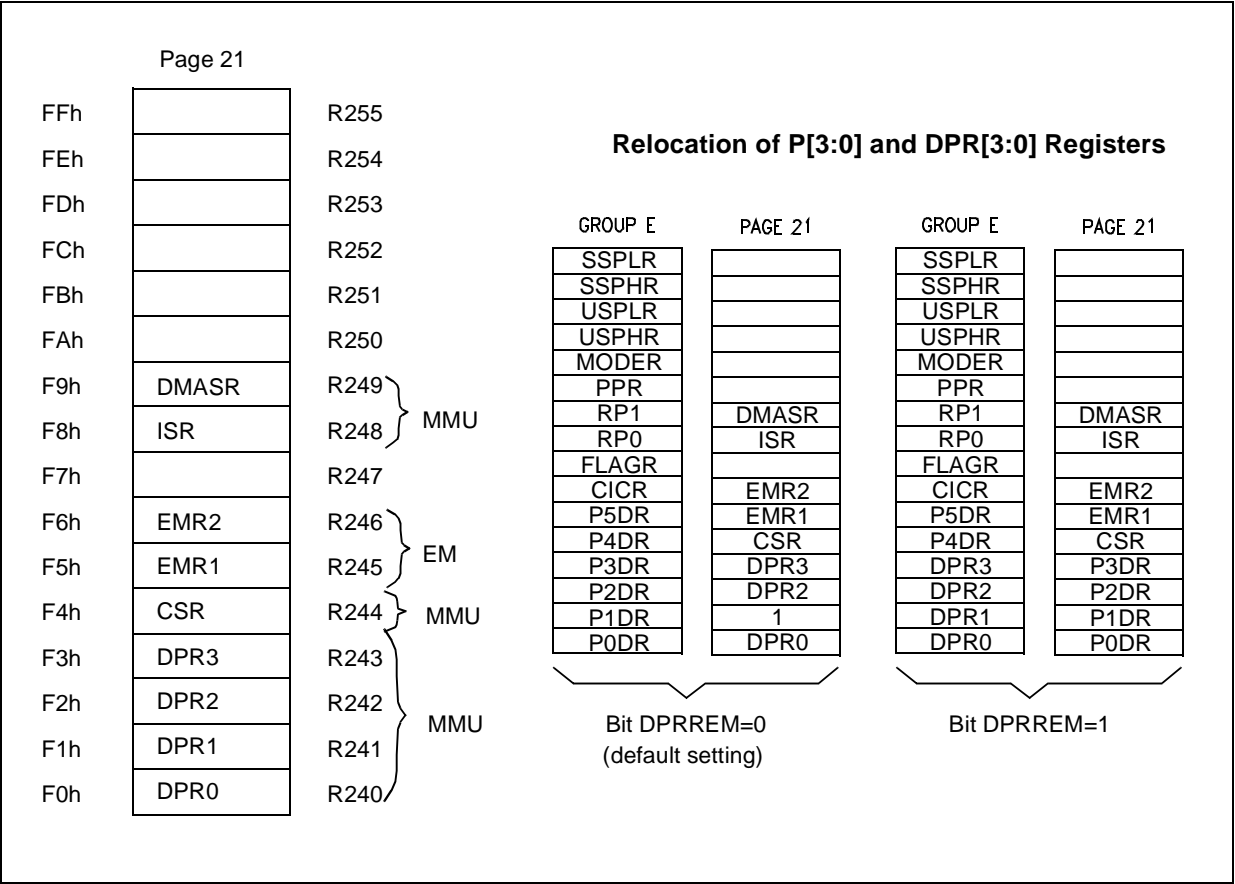 Page 21
FFh R255
FEh R254
FDh R253
FCh R252
FBh R251
FAh R250
F9h DMASR R249
F8h ISR R248
MMU
F7h R247
F6h EMR2 R246
F5h EMR1 R245
EM
F4h CSR R244 MMU
F3h DPR3 R243
F2h DPR2 R242
F1h DPR1 R241
F0h DPR0 R240
MMU
Relocation of P[3:0] and DPR[3:0] Registers
GROUP E PAGE 21 GROUP E PAGE 21
SSPLR SSPLR
SSPHR SSPHR
USPLR USPLR
USPHR USPHR
MODER MODER
PPR PPR
RP1 DMASR RP1 DMASR
RP0 ISR RP0 ISR
FLAGR FLAGR
CICR EMR2 CICR EMR2
P5DR EMR1 P5DR EMR1
P4DR CSR P4DR CSR
P3DR DPR3 DPR3 P3DR
P2DR DPR2 DPR2 P2DR
P1DR 1 DPR1 P1DR
P0DR DPR0 DPR0 P0DR
Bit DPRREM=0 Bit DPRREM=1
(default setting)